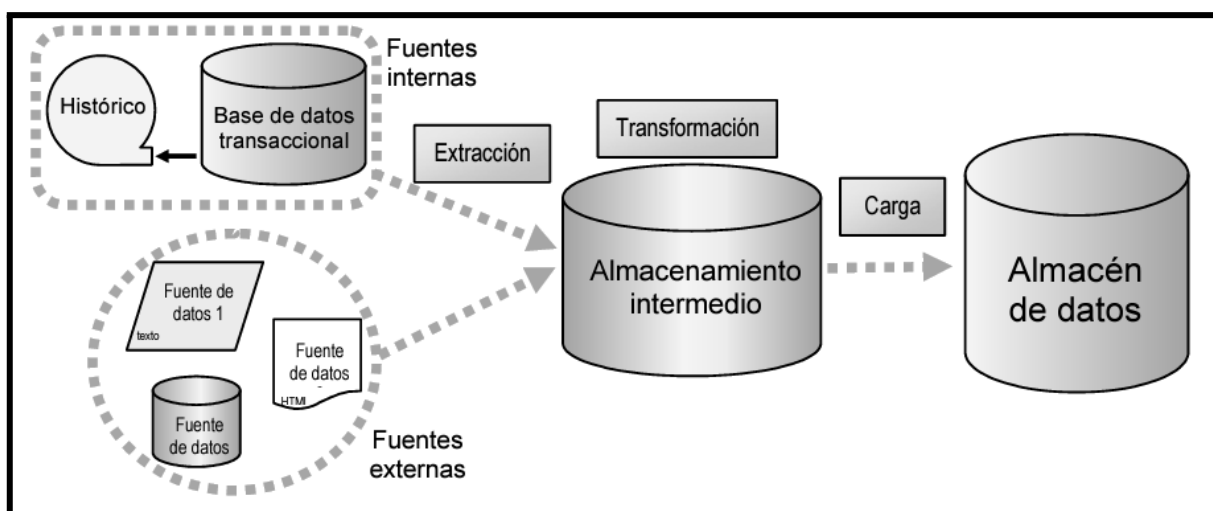 Fuentes
internas
Histórico
Base de datos
transaccional
Extracción
Transformación
Carga
Almacenamiento
intermedio
Almacén
de datos
Fuente de
datos 1
texto
Fuente
de datos
HTMl
Fuente
de datos
Fuentes
externas